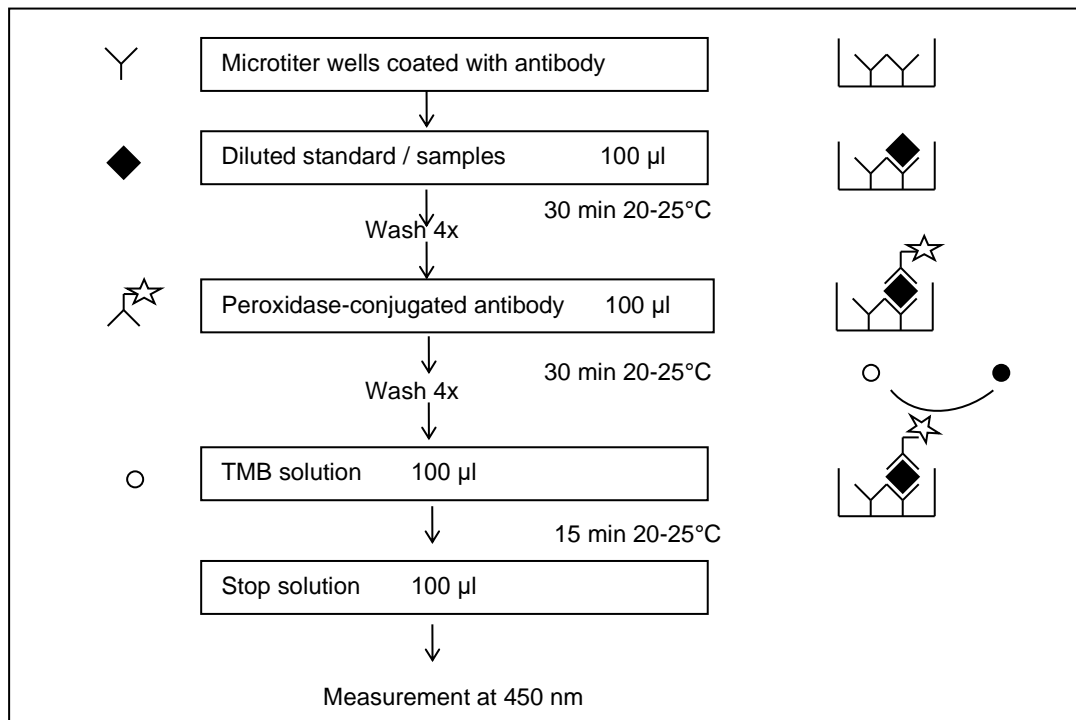 Microtiter wells coated with antibody
Diluted standard / samples 100 µl
30 min 20-25°C
Wash 4x
Peroxidase-conjugated antibody 100 µl
30 min 20-25°C
Wash 4x
TMB solution 100 µl
15 min 20-25°C
Stop solution 100 µl
Measurement at 450 nm